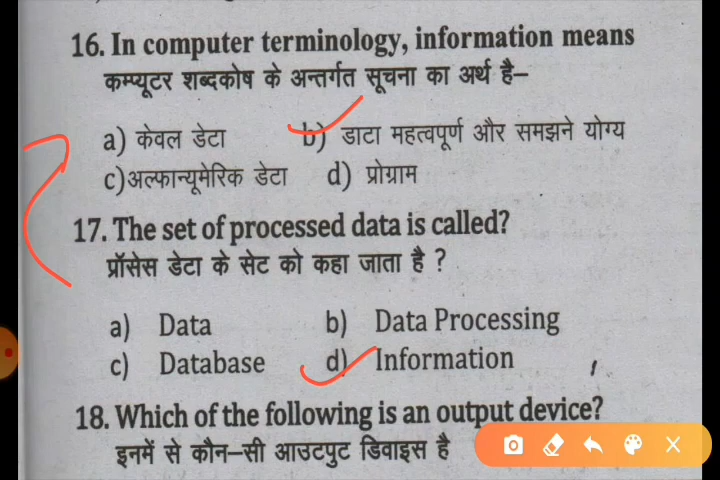 16. In computer terminology, information means
कम्प्यूटर शब्दकोष के अन्तर्गत सूचना का अर्थ है–
a) केवल डेटा b) डाटा महत्वपूर्ण और समझने योग्य
c)अल्फान्यूमेरिक डेटा d) प्रोग्राम
17. The set of processed data is called?
प्रॉसेस डेटा के सेट को कहा जाता है ?
a) Data b) Data Processing
c) Database d) Information
18. Which of the following is an output device?
इनमें से कौन–सी आउटपुट डिवाइस है